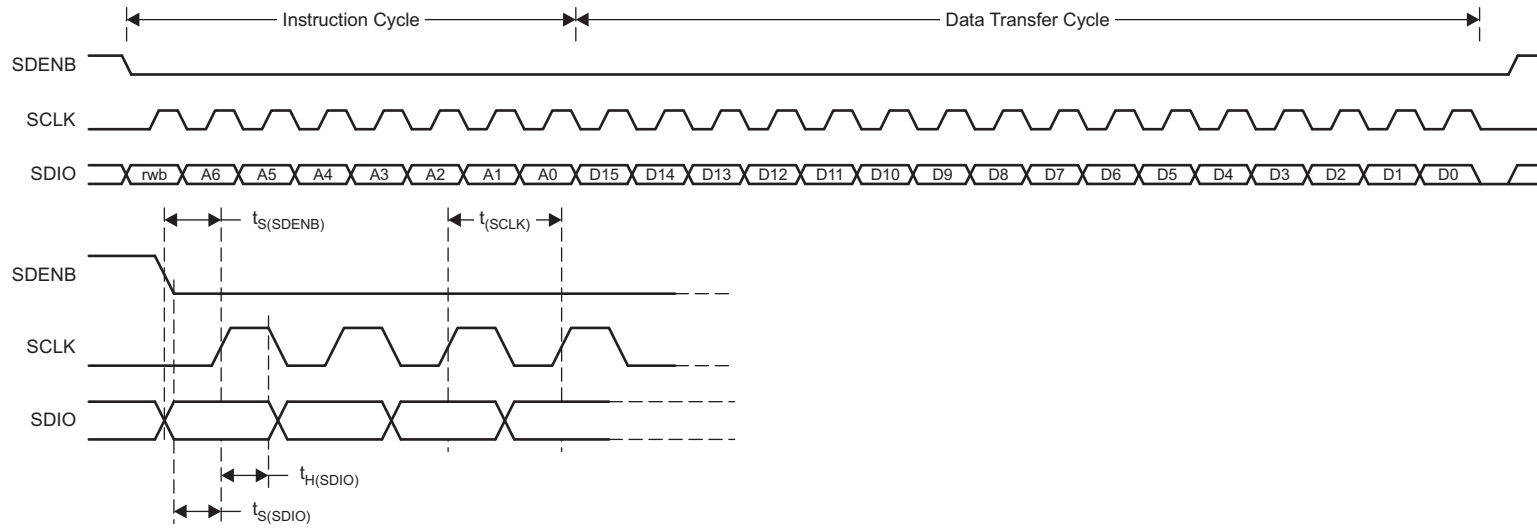 Instruction Cycle
Data Transfer Cycle
SDENB
SCLK
SDIO rwb A6 A5 A4 A3 A2 A1 A0 D15 D14 D13 D12 D11 D10 D9 D8 D7 D6 D5 D4 D3 D2 D1 D0
tS(SDENB)
t(SCLK)
SDENB
SCLK
SDIO
tH(SDIO)
tS(SDIO)